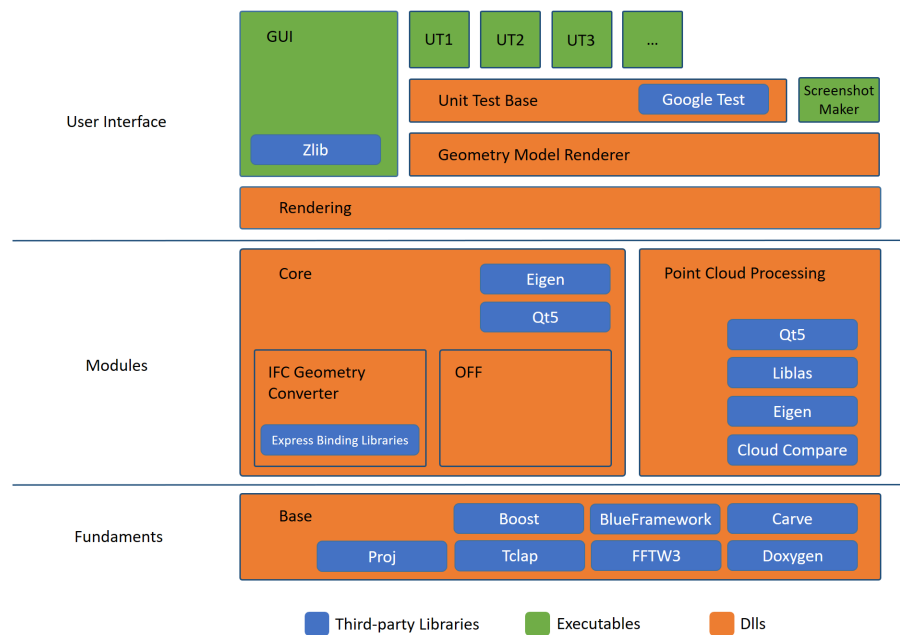 GUI
UT1
UT2
UT3
...
Unit Test Base
Google Test
Screenshot
Maker
User Interface
Zlib
Geometry Model Renderer
Rendering
Core
Eigen
Qt5
Point Cloud Processing
Modules
IFC Geometry
Converter
Express Binding Libraries
OFF
Qt5
Liblas
Eigen
Cloud Compare
Fundaments
Base
Boost
BlueFramework
Carve
Proj
Tclap
FFTW3
Doxygen
Third-party Libraries
Executables
Dlls